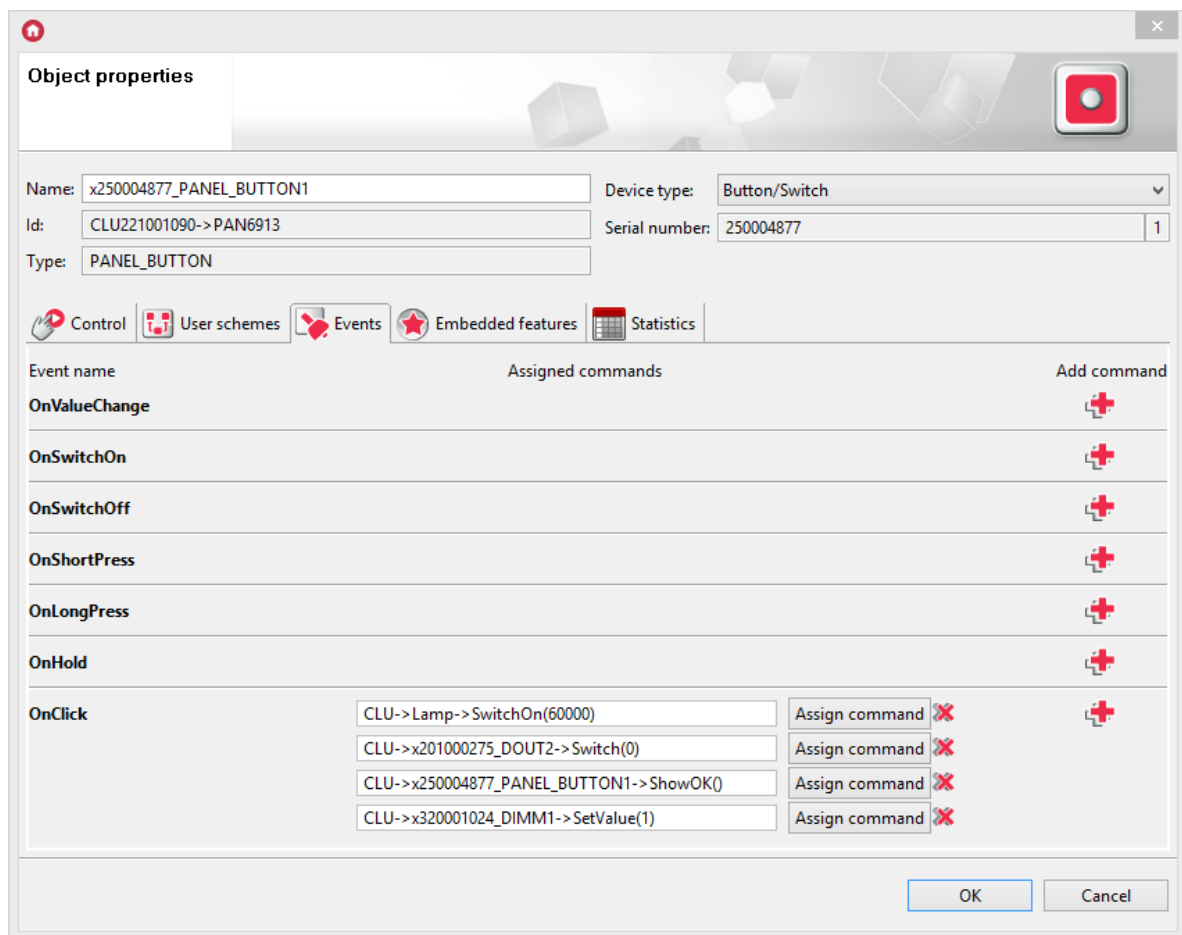 Object properties
Name: x250004877_PANEL_BUTTON1 Device type: Button/Switch
Id: CLU221001090->PAN6913 Serial number: 250004877 1
Type: PANEL_BUTTON
Control User schemes Events Embedded features Statistics
Event name Assigned commands Add command
OnValueChange
OnSwitchOn
OnSwitchOff
OnShortPress
OnLongPress
OnHold
OnClick CLU->Lamp->SwitchOn(60000) Assign command
CLU->x201000275_DOUT2->Switch(0) Assign command
CLU->x250004877_PANEL_BUTTON1->ShowOK() Assign command
CLU->x320001024_DIMM1->SetValue(1) Assign command
OK Cancel